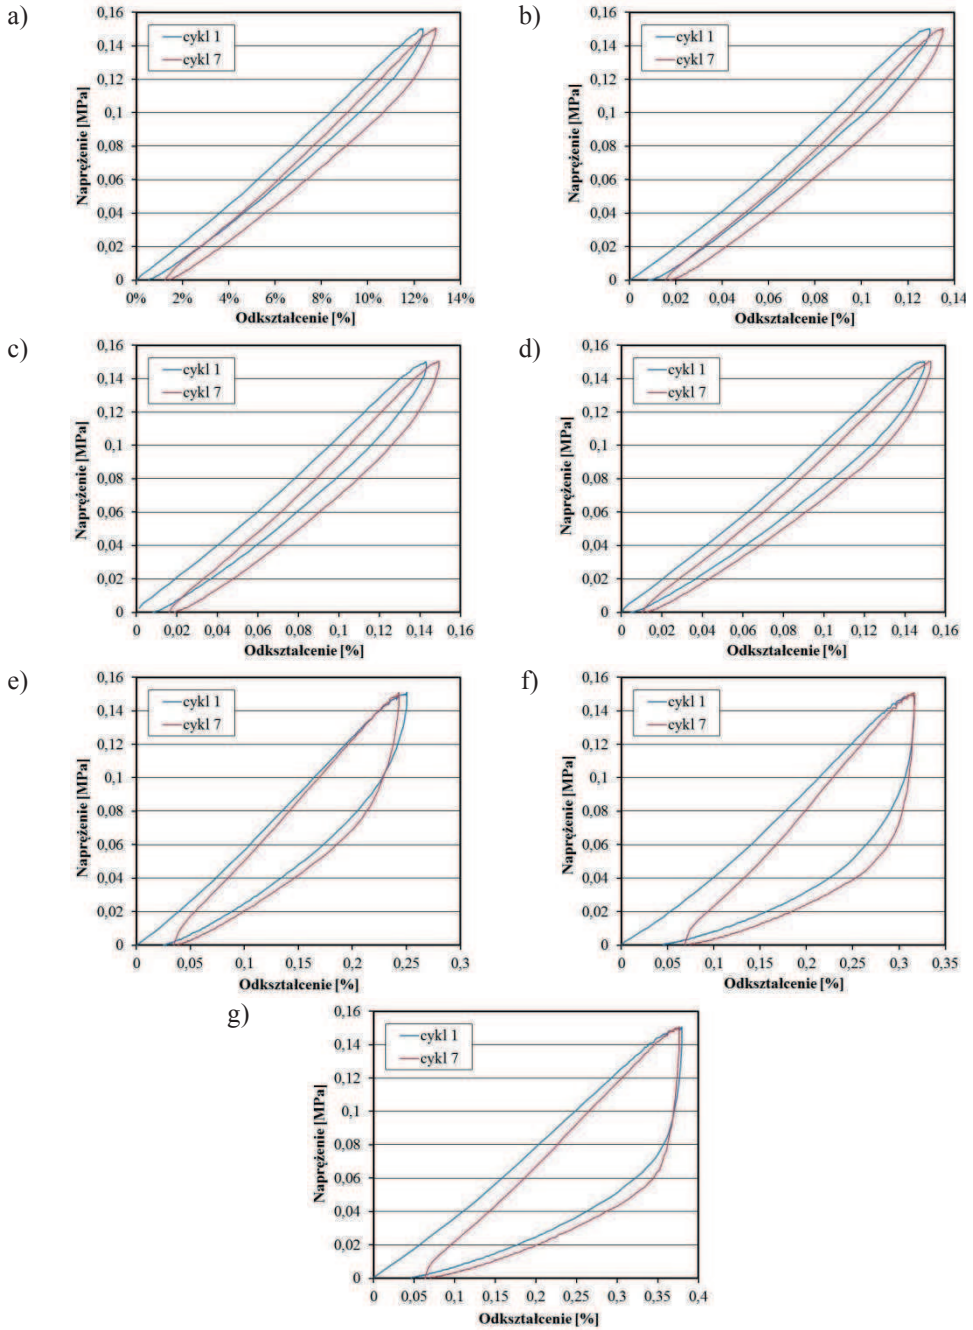 a)
0,16
0,14
0,12
0,1
0,08
0,06
0,04
0,02
0
Naprężenie [MPa]
cykl 1
cykl 7
0% 2% 4% 6% 8% 10% 12% 14%
Odkształcenie [%]
b)
0,16
0,14
0,12
0,1
0,08
0,06
0,04
0,02
0
Naprężenie [MPa]
cykl 1
cykl 7
0 0,02 0,04 0,06 0,08 0,1 0,12 0,14
Odkształcenie [%]
c)
0,16
0,14
0,12
0,1
0,08
0,06
0,04
0,02
0
Naprężenie [MPa]
cykl 1
cykl 7
0 0,02 0,04 0,06 0,08 0,1 0,12 0,14 0,16
Odkształcenie [%]
d)
0,16
0,14
0,12
0,1
0,08
0,06
0,04
0,02
0
Naprężenie [MPa]
cykl 1
cykl 7
0 0,02 0,04 0,06 0,08 0,1 0,12 0,14 0,16
Odkształcenie [%]
e)
0,16
0,14
0,12
0,1
0,08
0,06
0,04
0,02
0
Naprężenie [MPa]
cykl 1
cykl 7
0 0,05 0,1 0,15 0,2 0,25 0,3
Odkształcenie [%]
f)
0,16
0,14
0,12
0,1
0,08
0,06
0,04
0,02
0
Naprężenie [MPa]
cykl 1
cykl 7
0 0,05 0,1 0,15 0,2 0,25 0,3 0,35
Odkształcenie [%]
g)
0,16
0,14
0,12
0,1
0,08
0,06
0,04
0,02
0
Naprężenie [MPa]
cykl 1
cykl 7
0 0,05 0,1 0,15 0,2 0,25 0,3 0,35 0,4
Odkształcenie [%]